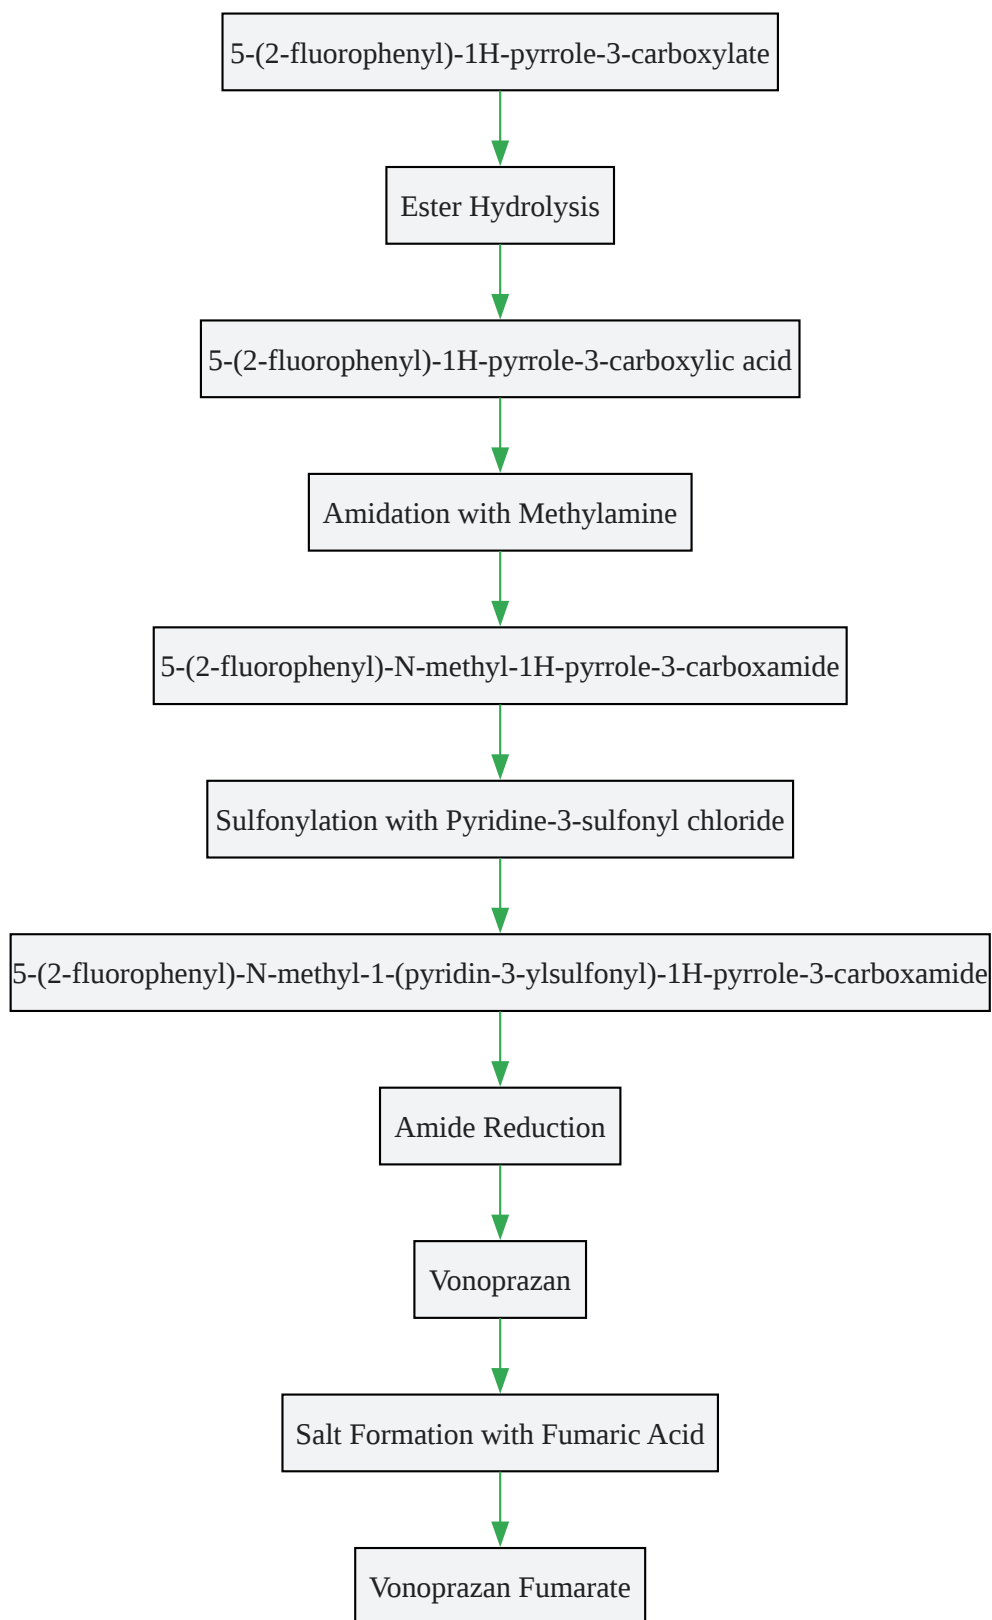 5-(2-fluorophenyl)-1H-pyrrole-3-carboxylate
Ester Hydrolysis
5-(2-fluorophenyl)-1H-pyrrole-3-carboxylic acid
Amidation with Methylamine
5-(2-fluorophenyl)-N-methyl-1H-pyrrole-3-carboxamide
Sulfonylation with Pyridine-3-sulfonyl chloride
5-(2-fluorophenyl)-N-methyl-1-(pyridin-3-ylsulfonyl)-1H-pyrrole-3-carboxamide
Amide Reduction
Vonoprazan
Salt Formation with Fumaric Acid
Vonoprazan Fumarate